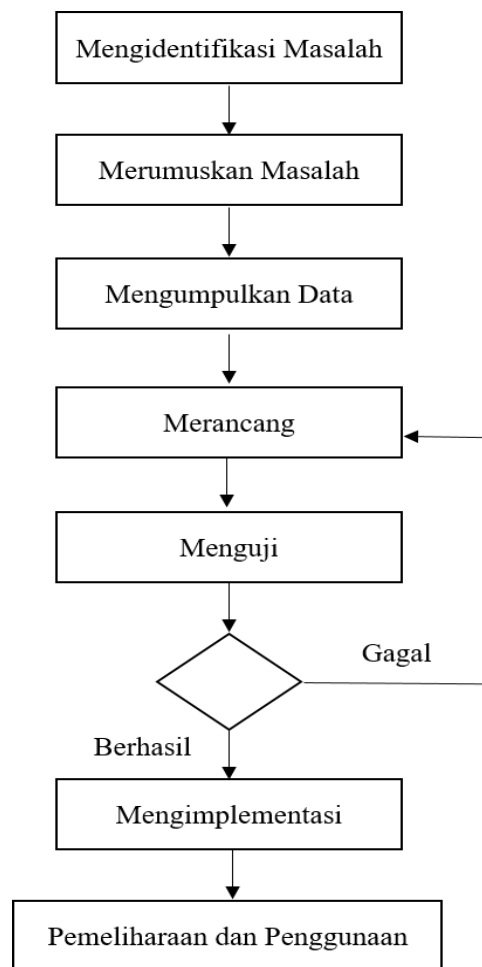 Mengidentifikasi Masalah
Merumuskan Masalah
Mengumpulkan Data
Merancang
Menguji
Gagal
Berhasil
Mengimplementasi
Pemeliharaan dan Penggunaan